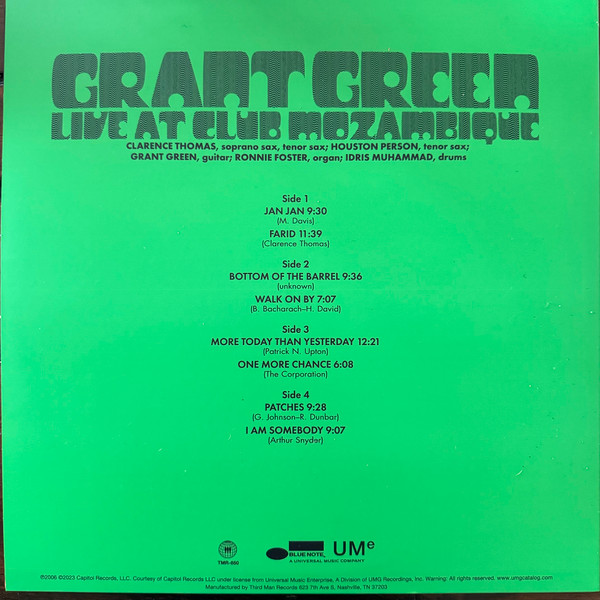 GRANT GREEN
LIVE AT CLUB MOZAMBIQUE
CLARENCE THOMAS, soprano sax, tenor sax; HOUSTON PERSON, tenor sax;
GRANT GREEN, guitar; RONNIE FOSTER, organ; IDRIS MUHAMMAD, drums
Side 1
JAN JAN 9:30
(M. Davis)
FARID 11:39
(Clarence Thomas)
Side 2
BOTTOM OF THE BARREL 9:36
(unknown)
WALK ON BY 7:07
(B. Bacharach–H. David)
Side 3
MORE TODAY THAN YESTERDAY 12:21
(Patrick N. Upton)
ONE MORE CHANCE 6:08
(The Corporation)
Side 4
PATCHES 9:28
(G. Johnson–R. Dunbar)
I AM SOMEBODY 9:07
(Arthur Snyder)
TMR-860
BLUE NOTE
UMe
A UNIVERSAL MUSIC COMPANY
℗2006 ©2023 Capitol Records, LLC. Courtesy of Capitol Records LLC under license from Universal Music Enterprise, A Division of UMG Recordings, Inc. Warning: All rights reserved. www.umgcatalog.com
Manufactured by Third Man Records 623 7th Ave S, Nashville, TN 37203